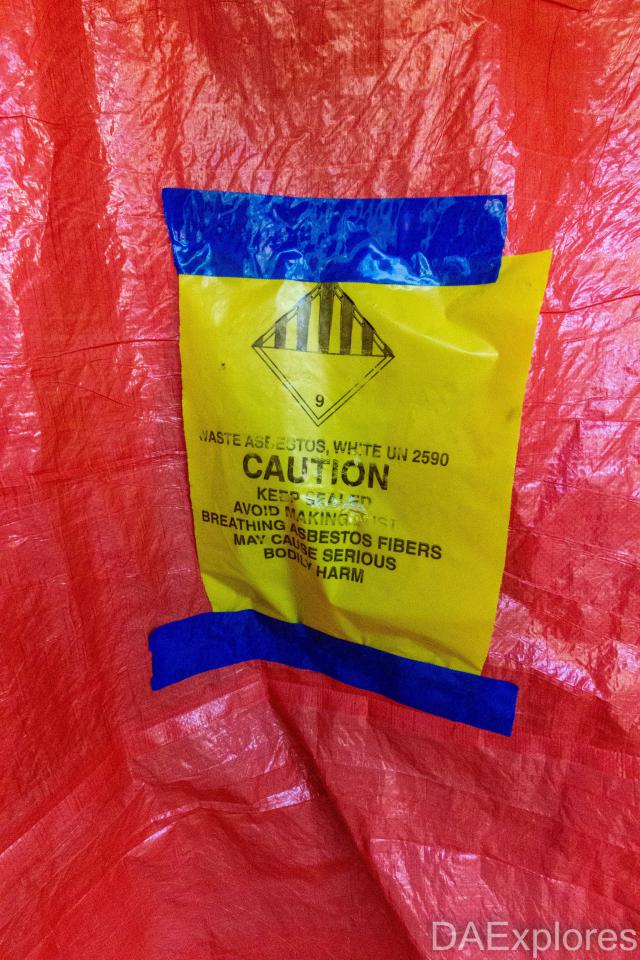 9
WASTE ASBESTOS, WHITE UN 2590
CAUTION
KEEP SEALED
AVOID MAKING DUST
BREATHING ASBESTOS FIBERS
MAY CAUSE SERIOUS
BODILY HARM
DAExplores